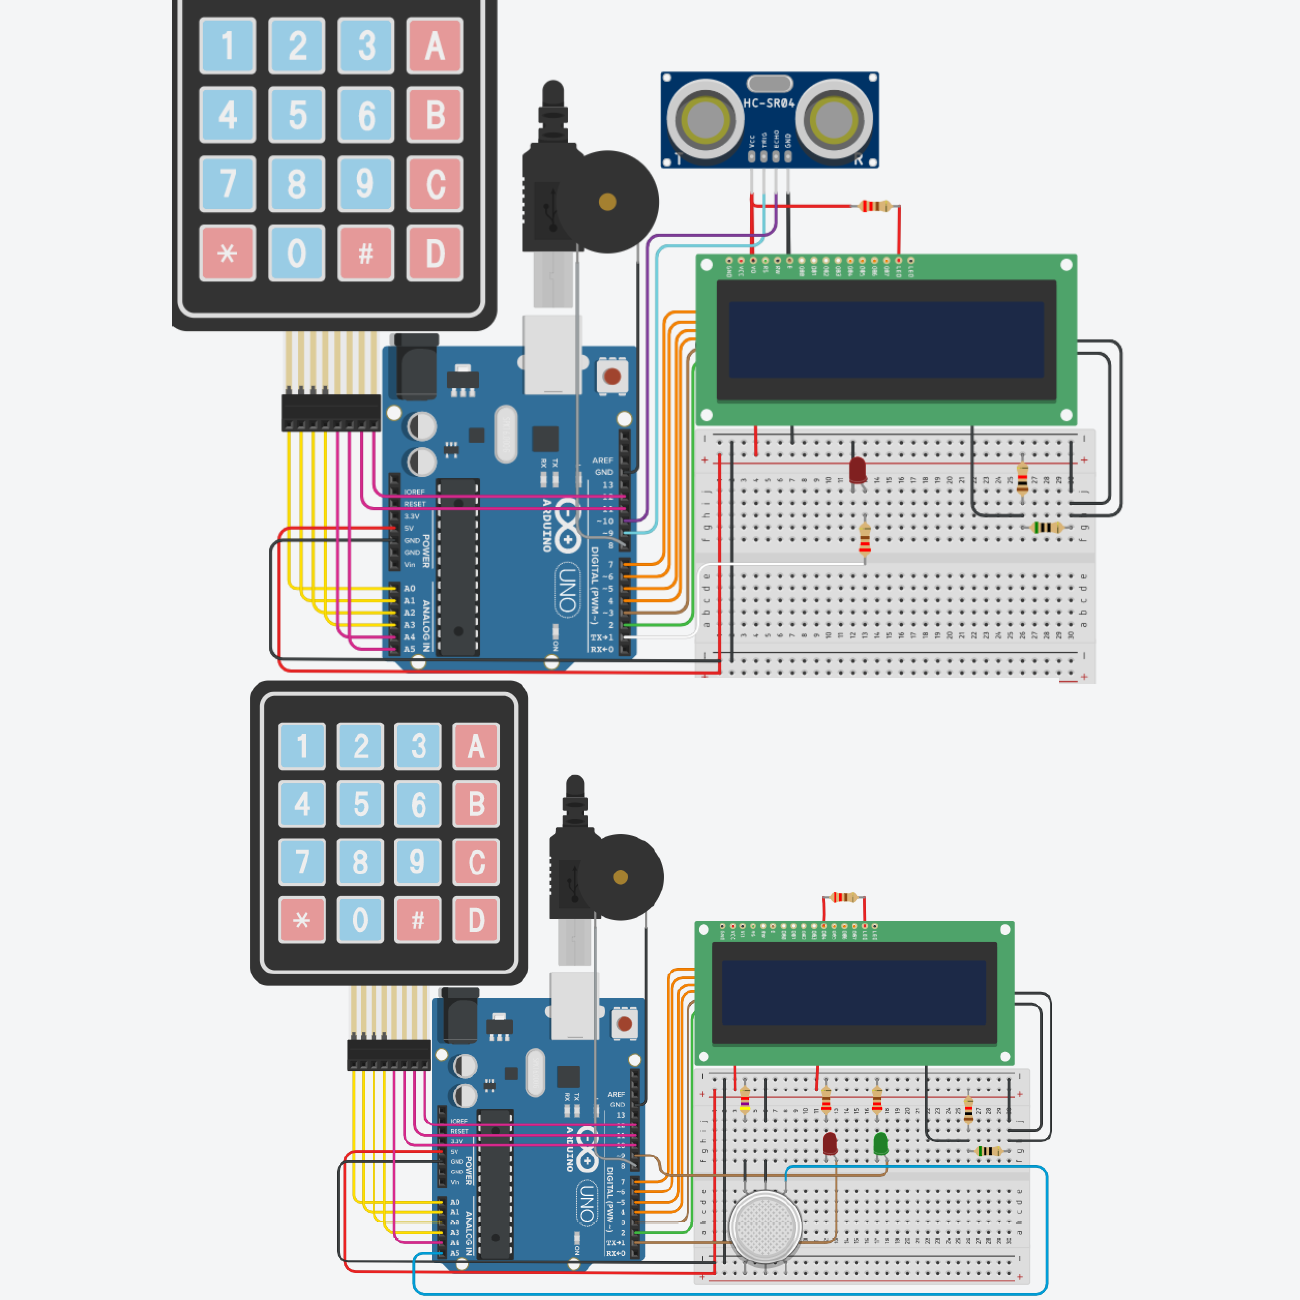 1 2 3 A
4 5 6 B
7 8 9 C
* 0 # D
HC-SR04
VCC
TRIG
ECHO
GND
T
R
AREF
GND
13
12
11
~10
~9
8
7
~6
~5
4
~3
2
TX→1
RX←0
RX
TX
ARDUINO
UNO
ON
DIGITAL (PWM~)
IOREF
RESET
3.3V
5V
GND
GND
Vin
POWER
A0
A1
A2
A3
A4
A5
ANALOG IN
1 2 3 A
4 5 6 B
7 8 9 C
* 0 # D
AREF
GND
13
~9
8
7
~6
~5
4
2
TX→1
RX←0
RX
TX
ARDUINO
UNO
ON
DIGITAL (PWM~)
IOREF
RESET
3.3V
5V
GND
GND
Vin
POWER
A0
A1
A3
A4
A5
ANALOG IN